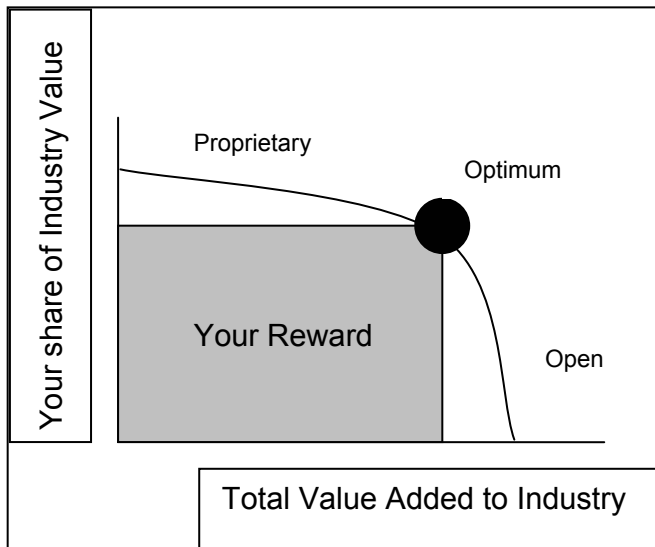 Your share of Industry Value
Proprietary
Optimum
Your Reward
Open
Total Value Added to Industry